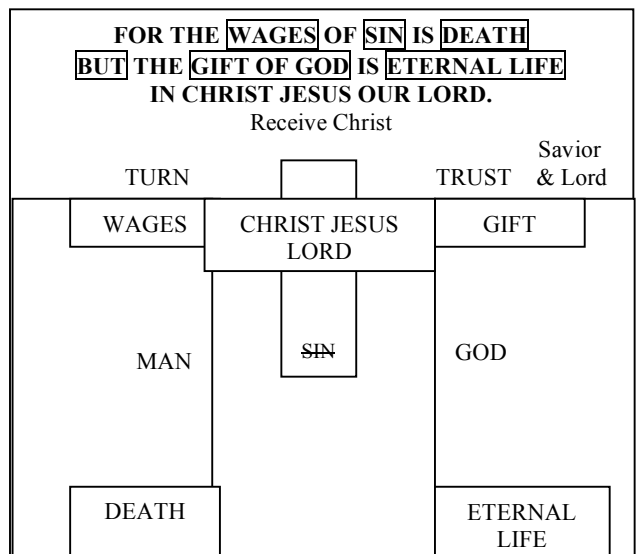 FOR THE WAGES OF SIN IS DEATH
BUT THE GIFT OF GOD IS ETERNAL LIFE
IN CHRIST JESUS OUR LORD.
Receive Christ
TURN
TRUST
Savior
& Lord
WAGES
CHRIST JESUS
LORD
GIFT
MAN
SIN
GOD
DEATH
ETERNAL
LIFE